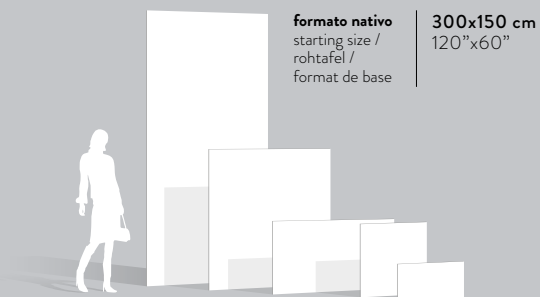 formato nativo
starting size /
rohtafel /
format de base
300x150 cm
120”x60”